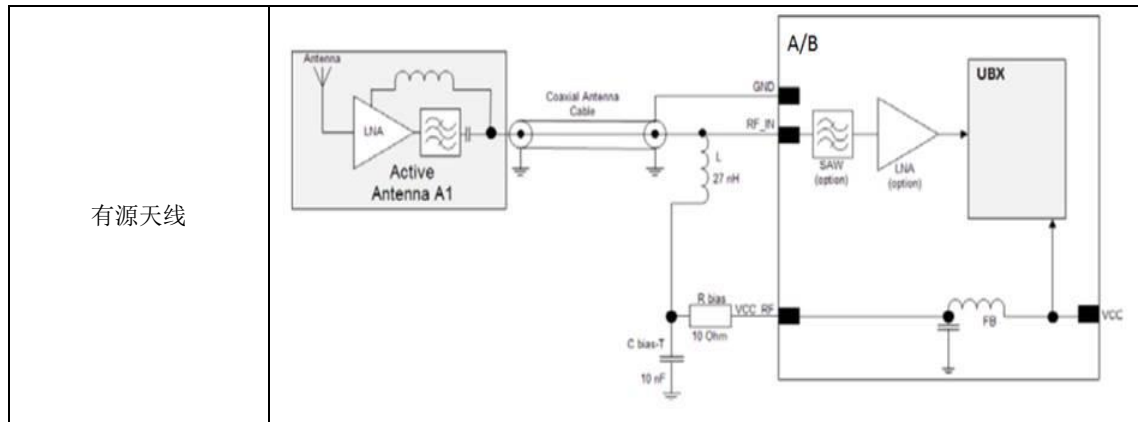 有源天线
Antenna
LNA
Active
Antenna A1
Coaxial Antenna
Cable
L
27 nH
R bias
10 Ohm
C bias-T
10 nF
A/B
GND
RF_IN
VCC_RF
SAW
(option)
LNA
(option)
UBX
FB
VCC